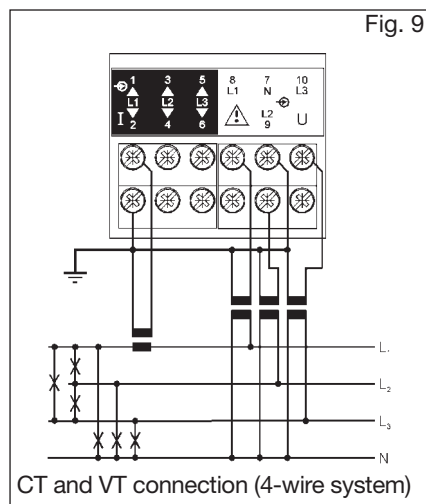 Fig. 9
1 3 5 8 7 10
L1 N L3
L1 L2 L3
I L2 U
2 4 6 9
L₁
L₂
L₃
N
CT and VT connection (4-wire system)